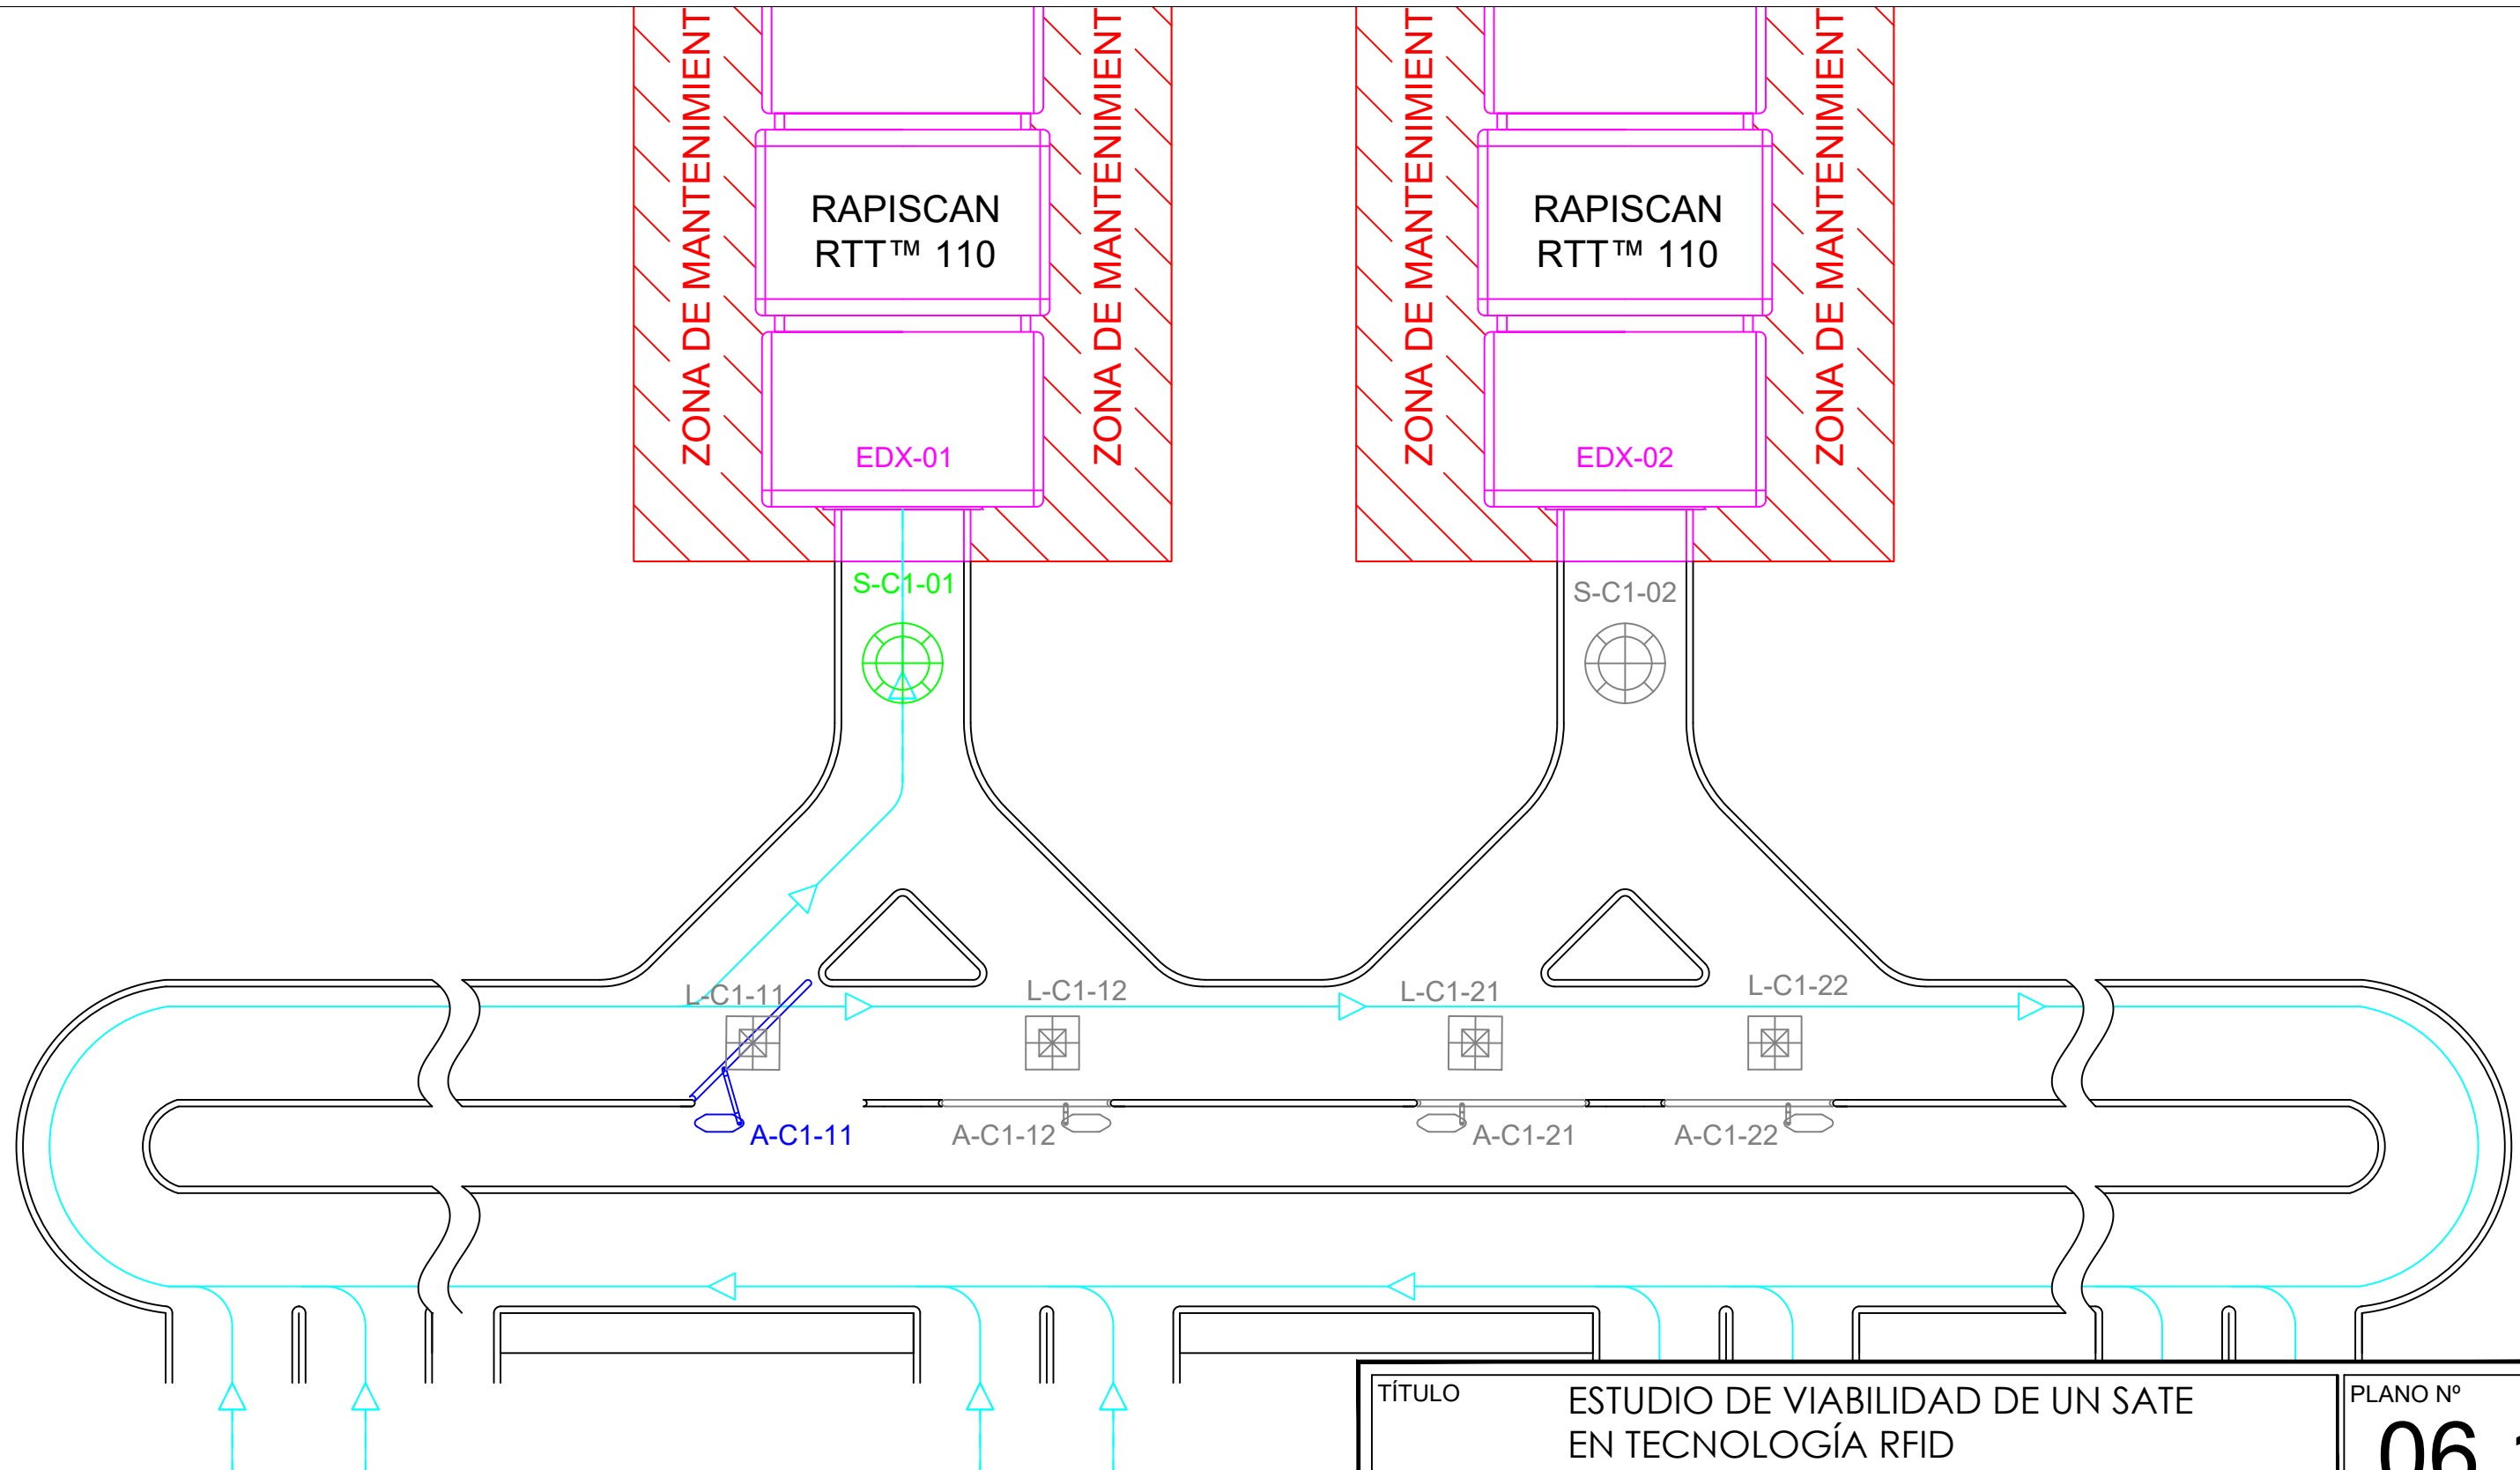 ZONA DE MANTENIMIENT
ZONA DE MANTENIMIENT
ZONA DE MANTENIMIENT
ZONA DE MANTENIMIENT
RAPISCAN
RTT™ 110
RAPISCAN
RTT™ 110
EDX-01
EDX-02
S-C1-01
S-C1-02
L-C1-11
L-C1-12
L-C1-21
L-C1-22
A-C1-11
A-C1-12
A-C1-21
A-C1-22
TÍTULO
ESTUDIO DE VIABILIDAD DE UN SATE
EN TECNOLOGÍA RFID
PLANO Nº
06.1